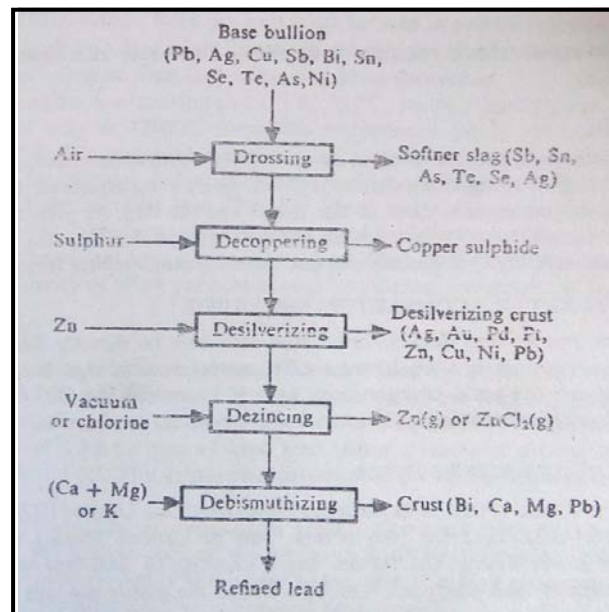 Base bullion
(Pb, Ag, Cu, Sb, Bi, Sn,
Se, Te, As, Ni)
Air
Drossing
Softner slag (Sb, Sn,
As, Te, Se, Ag)
Sulphur
Decoppering
Copper sulphide
Zn
Desilverizing
Desilverizing crust
(Ag, Au, Pd, Pt,
Zn, Cu, Ni, Pb)
Vacuum
or chlorine
Dezincing
Zn(g) or ZnCl₂(g)
(Ca + Mg)
or K
Debismuthizing
Crust (Bi, Ca, Mg, Pb)
Refined lead